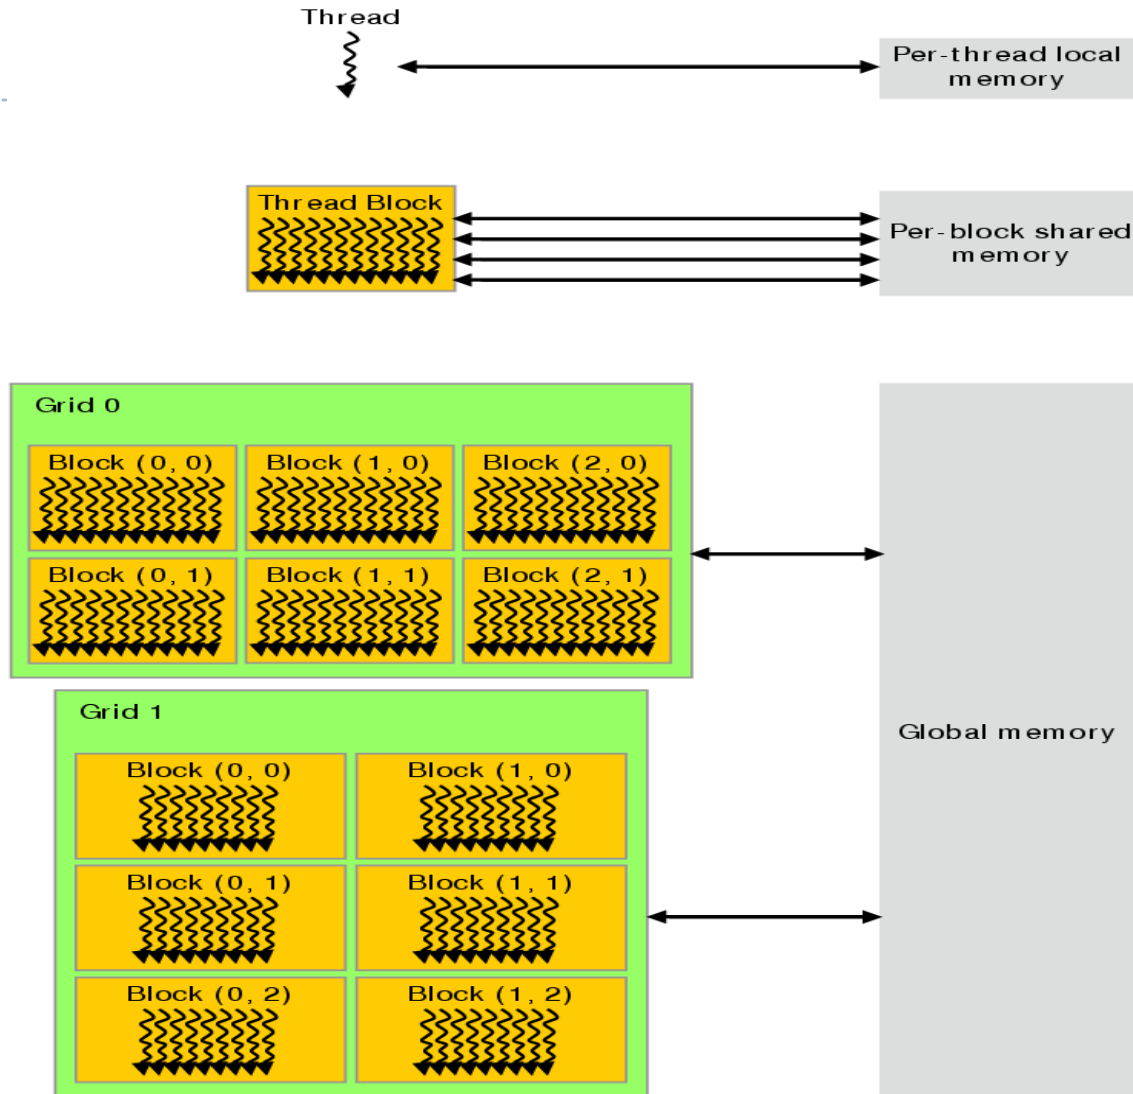 Thread
Per-thread local
memory
Thread Block
Per-block shared
memory
Grid 0
Block (0, 0)
Block (1, 0)
Block (2, 0)
Block (0, 1)
Block (1, 1)
Block (2, 1)
Grid 1
Global memory
Block (0, 0)
Block (1, 0)
Block (0, 1)
Block (1, 1)
Block (0, 2)
Block (1, 2)